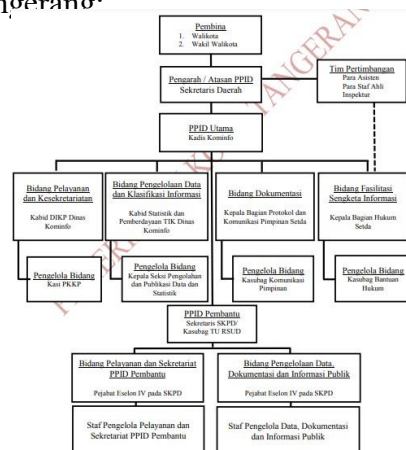 ngerang:
Pembina
1. Walikota
2. Wakil Walikota
Pengarah / Atasan PPID
Sekretaris Daerah
Tim Pertimbangan
Para Asisten
Para Staf Ahli
Inspektur
PPID Utama
Kadis Kominfo
Bidang Pelayanan
dan Kesekretariatan
Kabid DIKP Dinas
Kominfo
Bidang Pengelolaan Data
dan Klasifikasi Informasi
Kabid Statistik dan
Pemberdayaan TIK Dinas
Kominfo
Bidang Dokumentasi
Kepala Bagian Protokol dan
Komunikasi Pimpinan Setda
Bidang Fasilitasi
Sengketa Informasi
Kepala Bagian Hukum
Setda
Pengelola Bidang
Kasi PKKP
Pengelola Bidang
Kepala Seksi Pengolahan
dan Publikasi Data dan
Statistik
Pengelola Bidang
Kasubag Komunikasi
Pimpinan
Pengelola Bidang
Kasubag Bantuan
Hukum
PPID Pembantu
Sekretaris SKPD/
Kasubag TU RSUD
Bidang Pelayanan dan Sekretariat
PPID Pembantu
Pejabat Eselon IV pada SKPD
Bidang Pengelolaan Data,
Dokumentasi dan Informasi Publik
Pejabat Eselon IV pada SKPD
Staf Pengelola Pelayanan dan
Sekretariat PPID Pembantu
Staf Pengelola Data, Dokumentasi
dan Informasi Publik